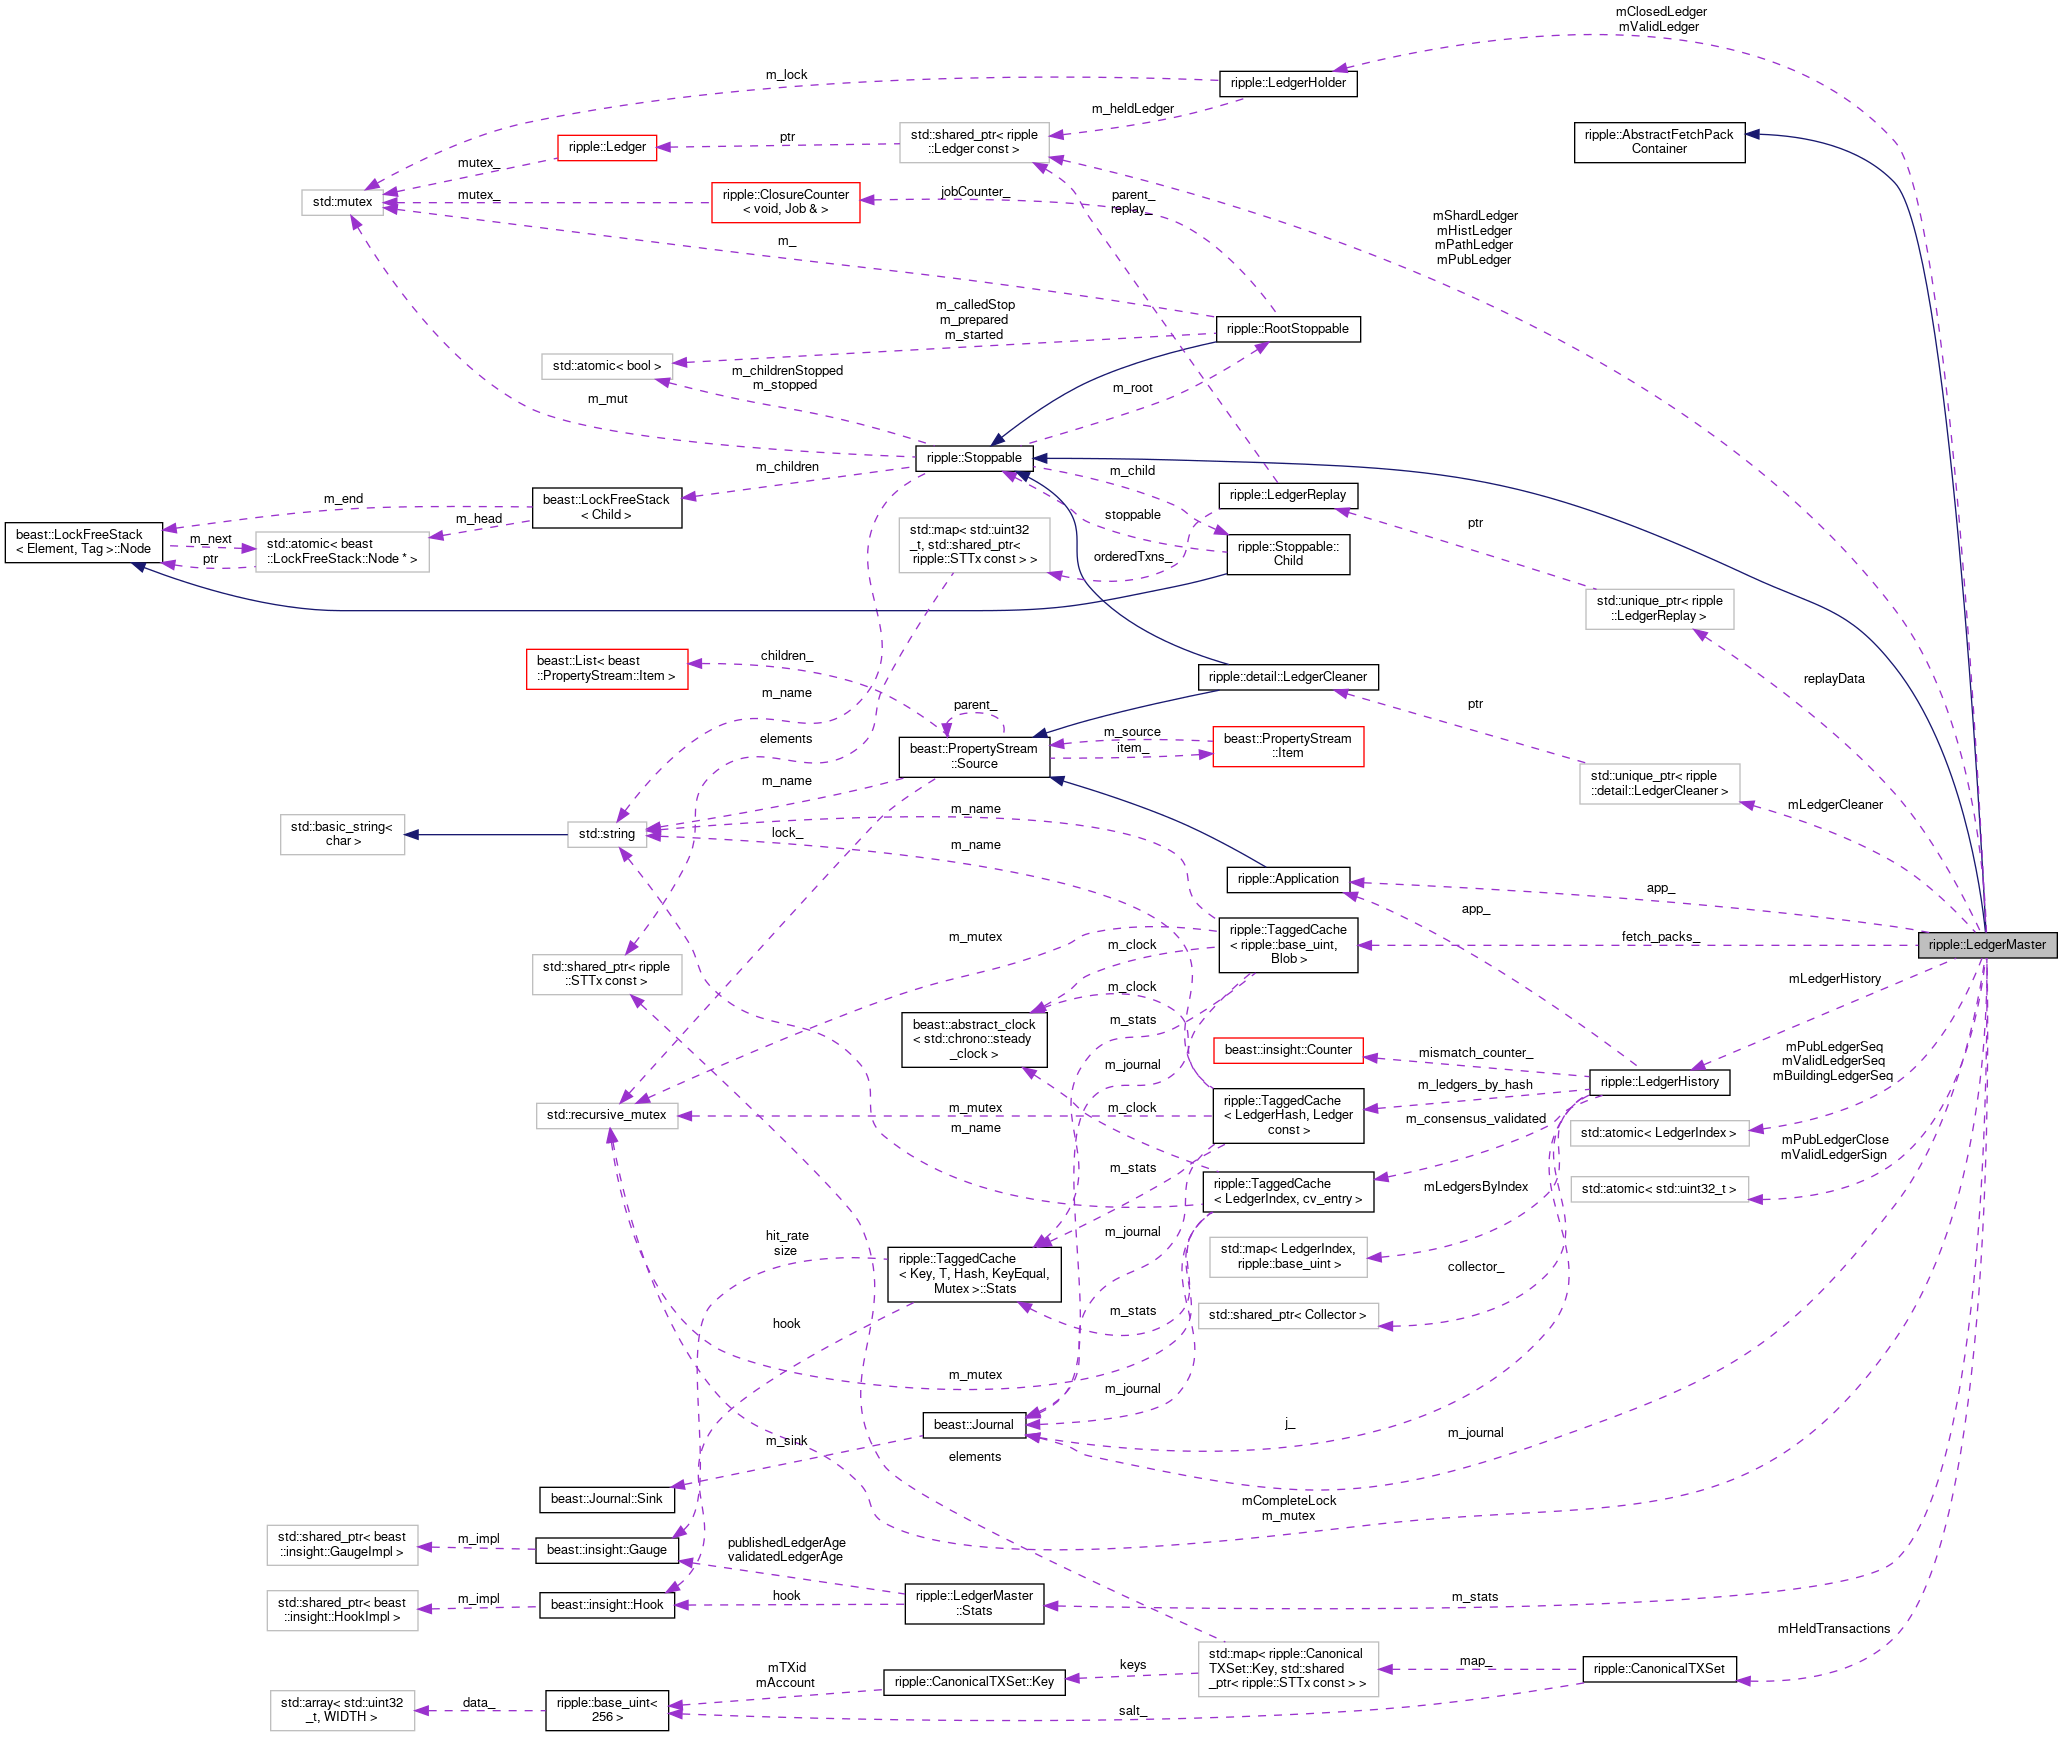 mClosedLedger
mValidLedger
m_lock
ripple::LedgerHolder
m_heldLedger
std::shared_ptr< ripple
::Ledger const >
ptr
ripple::Ledger
ripple::AbstractFetchPack
Container
mutex_
std::mutex
mutex_
ripple::ClosureCounter
< void, Job & >
jobCounter_
parent_
replay_
mShardLedger
mHistLedger
mPathLedger
mPubLedger
m_
m_calledStop
m_prepared
m_started
ripple::RootStoppable
std::atomic< bool >
m_childrenStopped
m_stopped
m_root
m_mut
ripple::Stoppable
m_children
m_child
ripple::LedgerReplay
m_end
beast::LockFreeStack
< Child >
m_head
stoppable
ptr
beast::LockFreeStack
< Element, Tag >::Node
m_next
ptr
std::atomic< beast
::LockFreeStack::Node * >
std::map< std::uint32
_t, std::shared_ptr<
ripple::STTx const > >
orderedTxns_
ripple::Stoppable::
Child
std::unique_ptr< ripple
::LedgerReplay >
beast::List< beast
::PropertyStream::Item >
children_
ripple::detail::LedgerCleaner
replayData
m_name
parent_
ptr
elements
beast::PropertyStream
::Source
m_source
item_
beast::PropertyStream
::Item
m_name
std::unique_ptr< ripple
::detail::LedgerCleaner >
mLedgerCleaner
std::basic_string<
char >
std::string
lock_
m_name
m_name
ripple::Application
app_
app_
m_mutex
m_clock
ripple::TaggedCache
< ripple::base_uint,
Blob >
fetch_packs_
ripple::LedgerMaster
std::shared_ptr< ripple
::STTx const >
m_clock
mLedgerHistory
beast::abstract_clock
< std::chrono::steady
_clock >
m_stats
m_journal
beast::insight::Counter
mismatch_counter_
mPubLedgerSeq
mValidLedgerSeq
mBuildingLedgerSeq
ripple::LedgerHistory
m_ledgers_by_hash
std::recursive_mutex
m_mutex
m_name
m_clock
ripple::TaggedCache
< LedgerHash, Ledger
const >
m_consensus_validated
std::atomic< LedgerIndex >
mPubLedgerClose
mValidLedgerSign
m_stats
ripple::TaggedCache
< LedgerIndex, cv_entry >
mLedgersByIndex
std::atomic< std::uint32_t >
hit_rate
size
m_journal
ripple::TaggedCache
< Key, T, Hash, KeyEqual,
Mutex >::Stats
std::map< LedgerIndex,
ripple::base_uint >
collector_
hook
m_stats
std::shared_ptr< Collector >
m_mutex
m_journal
beast::Journal
j_
m_journal
m_sink
elements
beast::Journal::Sink
mCompleteLock
m_mutex
std::shared_ptr< beast
::insight::GaugeImpl >
m_impl
beast::insight::Gauge
publishedLedgerAge
validatedLedgerAge
std::shared_ptr< beast
::insight::HookImpl >
m_impl
beast::insight::Hook
hook
ripple::LedgerMaster
::Stats
m_stats
mHeldTransactions
mTXid
mAccount
ripple::CanonicalTXSet::Key
keys
std::map< ripple::Canonical
TXSet::Key, std::shared
_ptr< ripple::STTx const > >
map_
ripple::CanonicalTXSet
std::array< std::uint32
_t, WIDTH >
data_
ripple::base_uint<
256 >
salt_